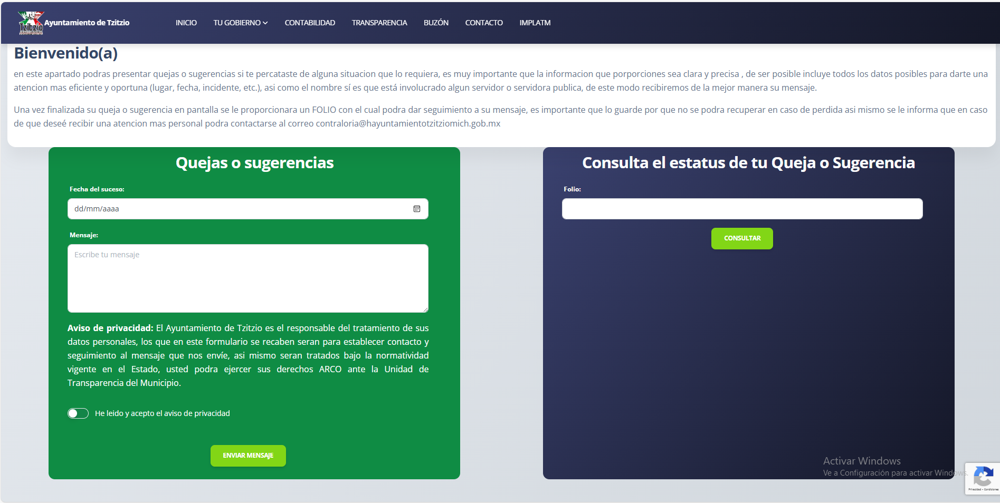 Tzitzio
Ayuntamiento de Tzitzio
INICIO
TU GOBIERNO
CONTABILIDAD
TRANSPARENCIA
BUZÓN
CONTACTO
IMPLATM
Bienvenido(a)
en este apartado podras presentar quejas o sugerencias si te percataste de alguna situacion que lo requiera, es muy importante que la informacion que porporciones sea clara y precisa , de ser posible incluye todos los datos posibles para darte una
atencion mas eficiente y oportuna (lugar, fecha, incidente, etc.), asi como el nombre sí es que está involucrado algun servidor o servidora publica, de este modo recibiremos de la mejor manera su mensaje.
Una vez finalizada su queja o sugerencia en pantalla se le proporcionara un FOLIO con el cual podra dar seguimiento a su mensaje, es importante que lo guarde por que no se podra recuperar en caso de perdida asi mismo se le informa que en caso
de que deseé recibir una atencion mas personal podra contactarse al correo contraloria@hayuntamientotzitziomich.gob.mx
Quejas o sugerencias
Fecha del suceso:
dd/mm/aaaa
Mensaje:
Escribe tu mensaje
Aviso de privacidad: El Ayuntamiento de Tzitzio es el responsable del tratamiento de sus
datos personales, los que en este formulario se recaben seran para establecer contacto y
seguimiento al mensaje que nos envíe, asi mismo seran tratados bajo la normatividad
vigente en el Estado, usted podra ejercer sus derechos ARCO ante la Unidad de
Transparencia del Municipio.
He leido y acepto el aviso de privacidad
ENVIAR MENSAJE
Consulta el estatus de tu Queja o Sugerencia
Folio:
CONSULTAR
Activar Windows
Ve a Configuración para activar Windows.
Privacidad - Condiciones